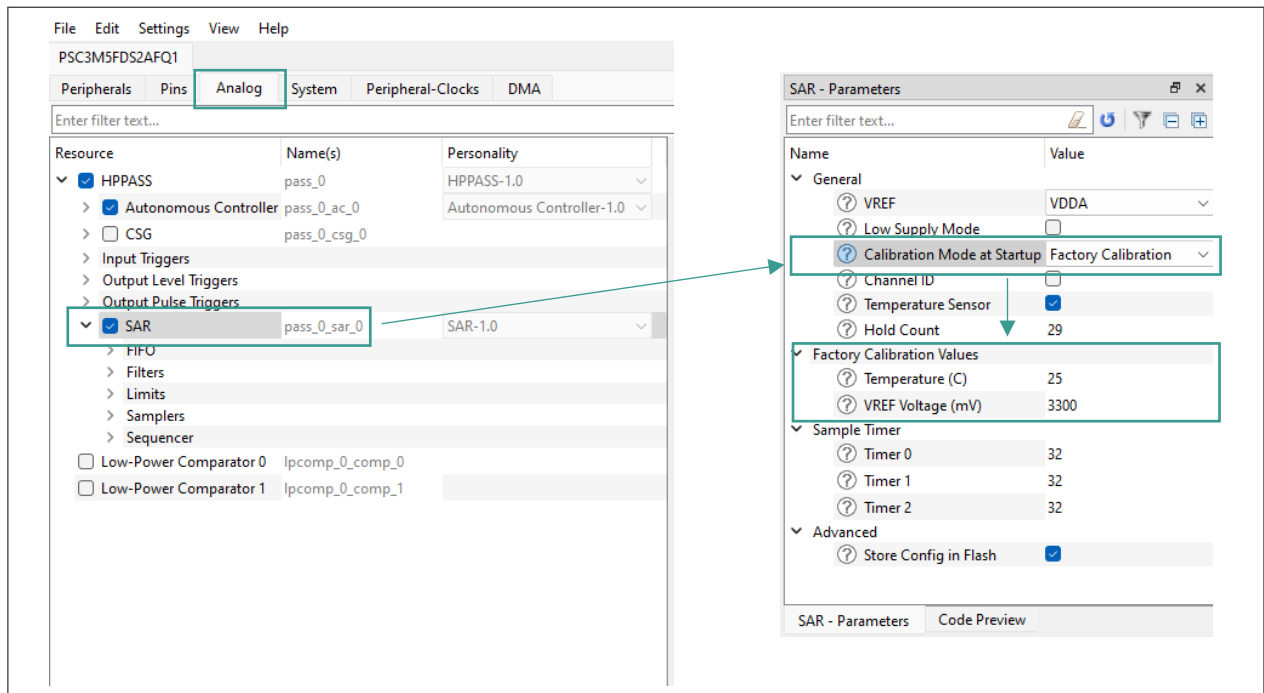 File Edit Settings View Help
PSC3M5FDS2AFQ1
Peripherals Pins Analog System Peripheral-Clocks DMA
Enter filter text...
Resource Name(s) Personality
HPPASS pass_0 HPPASS-1.0
Autonomous Controller pass_0_ac_0 Autonomous Controller-1.0
CSG pass_0_csg_0
Input Triggers
Output Level Triggers
Output Pulse Triggers
SAR pass_0_sar_0 SAR-1.0
FIFO
Filters
Limits
Samplers
Sequencer
Low-Power Comparator 0 lpcomp_0_comp_0
Low-Power Comparator 1 lpcomp_0_comp_1
SAR - Parameters
Enter filter text...
Name Value
General
VREF VDDA
Low Supply Mode
Calibration Mode at Startup Factory Calibration
Channel ID
Temperature Sensor
Hold Count 29
Factory Calibration Values
Temperature (C) 25
VREF Voltage (mV) 3300
Sample Timer
Timer 0 32
Timer 1 32
Timer 2 32
Advanced
Store Config in Flash
SAR - Parameters Code Preview